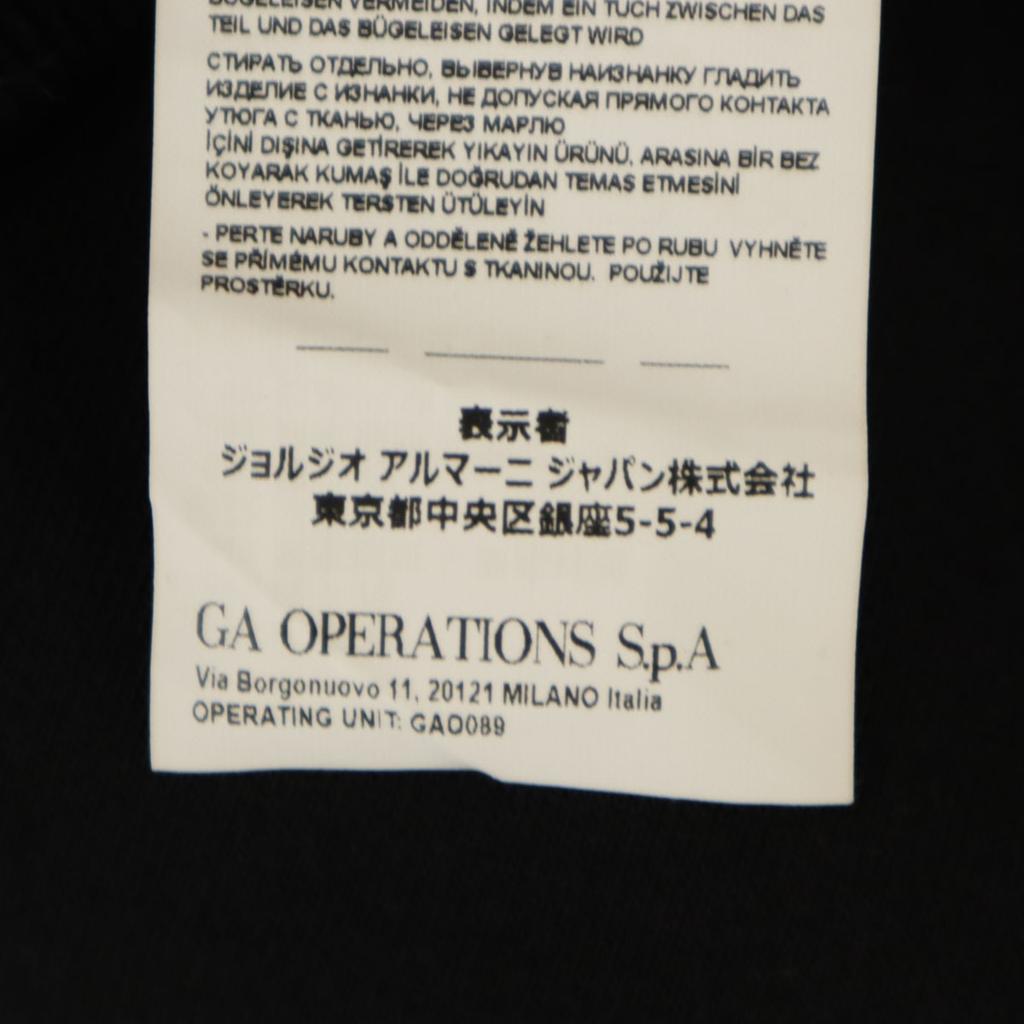 BÜGELEISEN VERMEIDEN, INDEM EIN TUCH ZWISCHEN DAS
TEIL UND DAS BÜGELEISEN GELEGT WIRD
СТИРАТЬ ОТДЕЛЬНО, ВЫВЕРНУВ НАИЗНАНКУ ГЛАДИТЬ
ИЗДЕЛИЕ С ИЗНАНКИ, НЕ ДОПУСКАЯ ПРЯМОГО КОНТАКТА
УТЮГА С ТКАНЬЮ, ЧЕРЕЗ МАРЛЮ
İÇİNİ DIŞINA GETİREREK YIKAYIN ÜRÜNÜ, ARASINA BİR BEZ
KOYARAK KUMAŞ İLE DOĞRUDAN TEMAS ETMESİNİ
ÖNLEYEREK TERSTEN ÜTÜLEYİN
- PERTE NARUBY A ODDĚLENĚ ŽEHLETE PO RUBU VYHNĚTE
SE PŘÍMÉMU KONTAKTU S TKANINOU. POUŽIJTE
PROSTĚRKU.
表示者
ジョルジオ アルマーニ ジャパン株式会社
東京都中央区銀座5-5-4
GA OPERATIONS S.p.A
Via Borgonuovo 11, 20121 MILANO Italia
OPERATING UNIT: GAO089